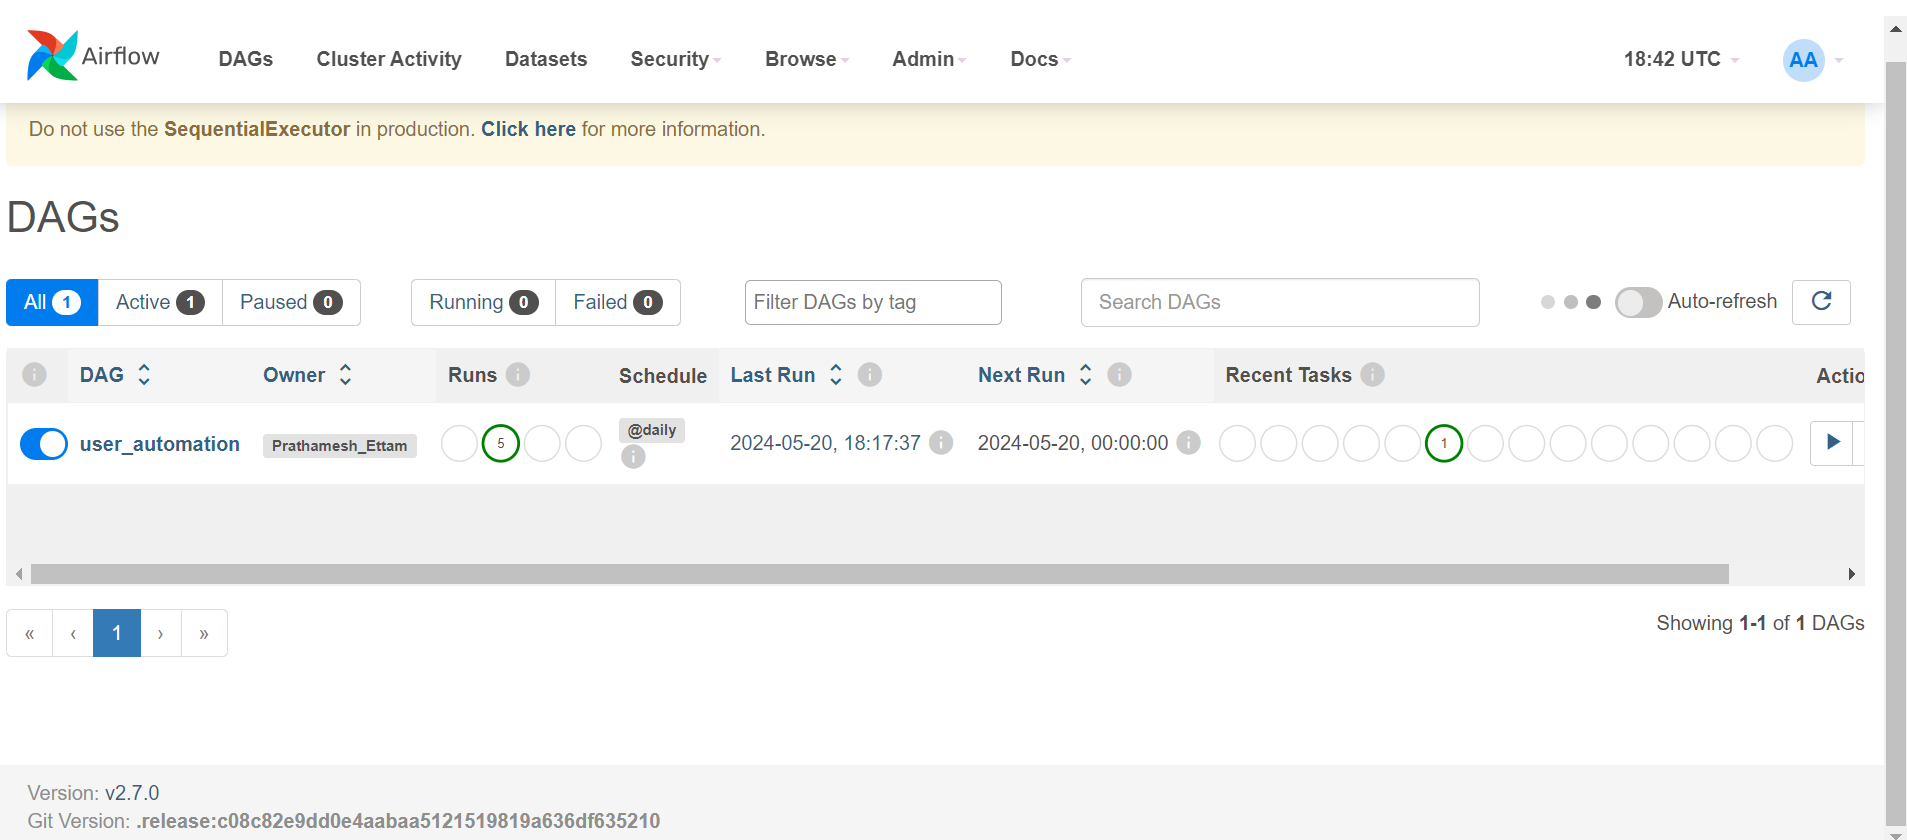 Airflow DAGs Cluster Activity Datasets Security Browse Admin Docs 18:42 UTC AA
Do not use the SequentialExecutor in production. Click here for more information.
DAGs
All 1 Active 1 Paused 0 Running 0 Failed 0 Filter DAGs by tag Search DAGs Auto-refresh
i DAG Owner Runs i Schedule Last Run i Next Run i Recent Tasks i Actio
user_automation Prathamesh_Ettam 5 @daily i 2024-05-20, 18:17:37 i 2024-05-20, 00:00:00 i 1
« ‹ 1 › » Showing 1-1 of 1 DAGs
Version: v2.7.0
Git Version: .release:c08c82e9dd0e4aabaa5121519819a636df635210